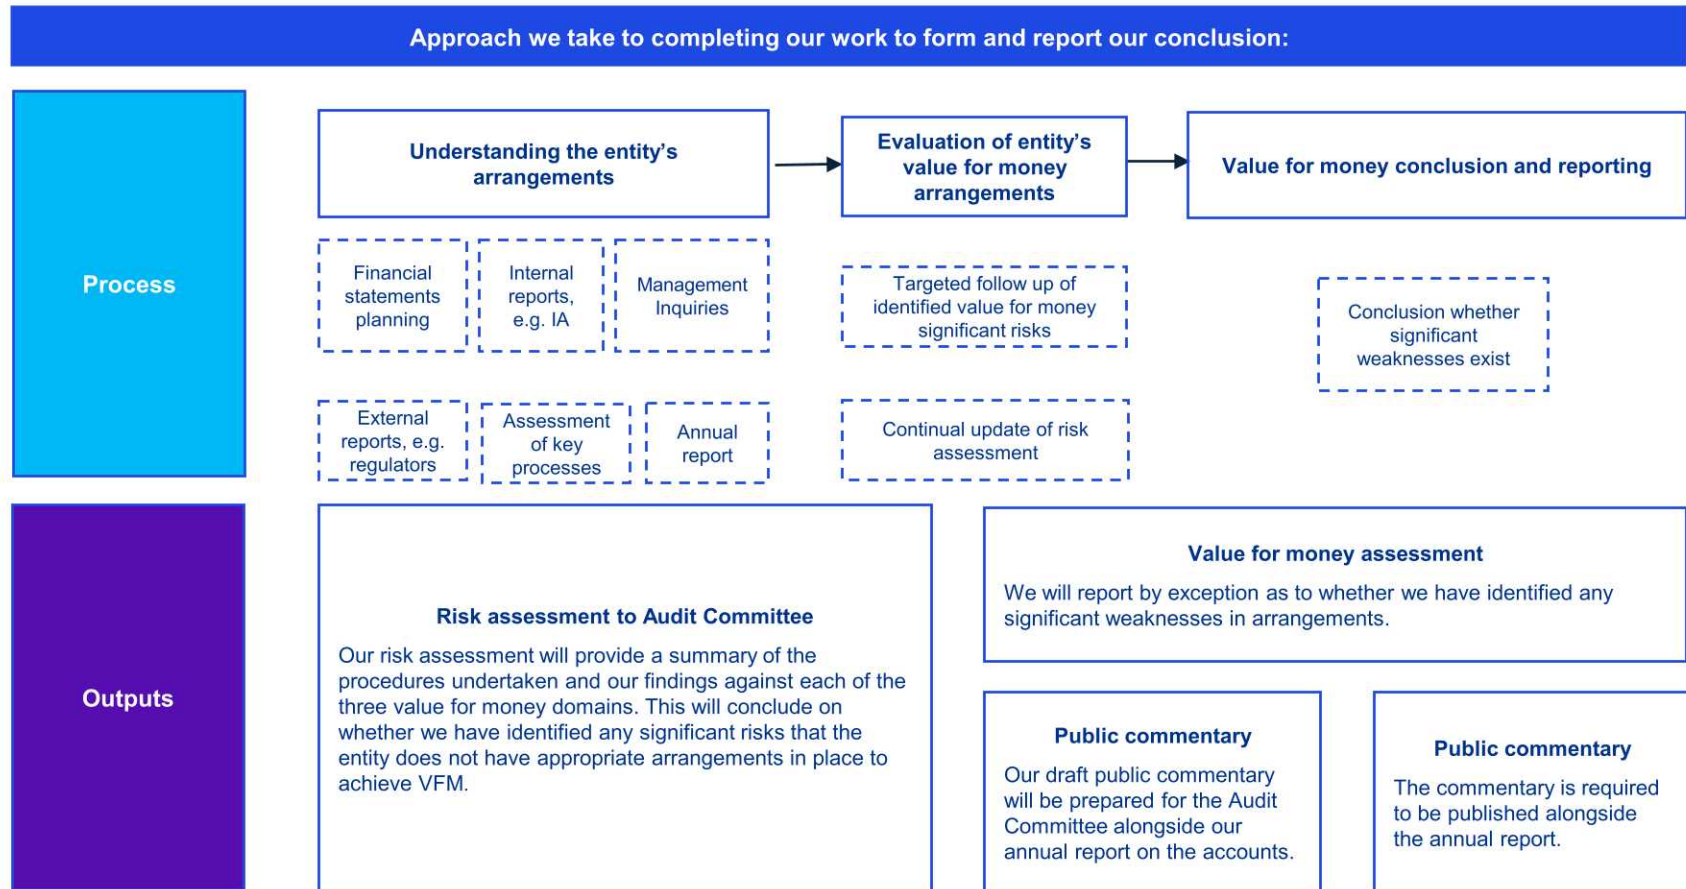 Approach we take to completing our work to form and report our conclusion:
Process
Understanding the entity's
arrangements
Evaluation of entity's
value for money
arrangements
Value for money conclusion and reporting
Financial
statements
planning
Internal
reports,
e.g. IA
Management
Inquiries
Targeted follow up of
identified value for money
significant risks
Conclusion whether
significant
weaknesses exist
External
reports, e.g.
regulators
Assessment
of key
processes
Annual
report
Continual update of risk
assessment
Outputs
Risk assessment to Audit Committee
Our risk assessment will provide a summary of the
procedures undertaken and our findings against each of the
three value for money domains. This will conclude on
whether we have identified any significant risks that the
entity does not have appropriate arrangements in place to
achieve VFM.
Value for money assessment
We will report by exception as to whether we have identified any
significant weaknesses in arrangements.
Public commentary
Our draft public commentary
will be prepared for the Audit
Committee alongside our
annual report on the accounts.
Public commentary
The commentary is required
to be published alongside
the annual report.